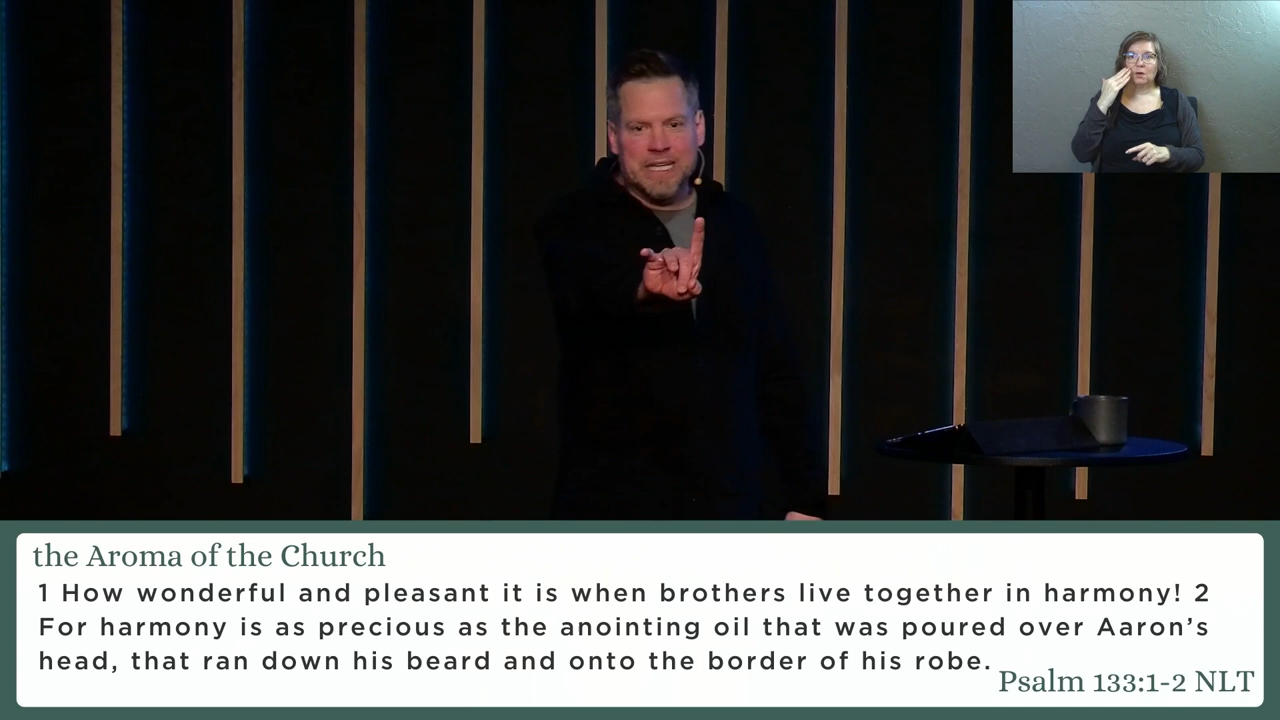 the Aroma of the Church
1 How wonderful and pleasant it is when brothers live together in harmony! 2
For harmony is as precious as the anointing oil that was poured over Aaron’s
head, that ran down his beard and onto the border of his robe.
Psalm 133:1-2 NLT